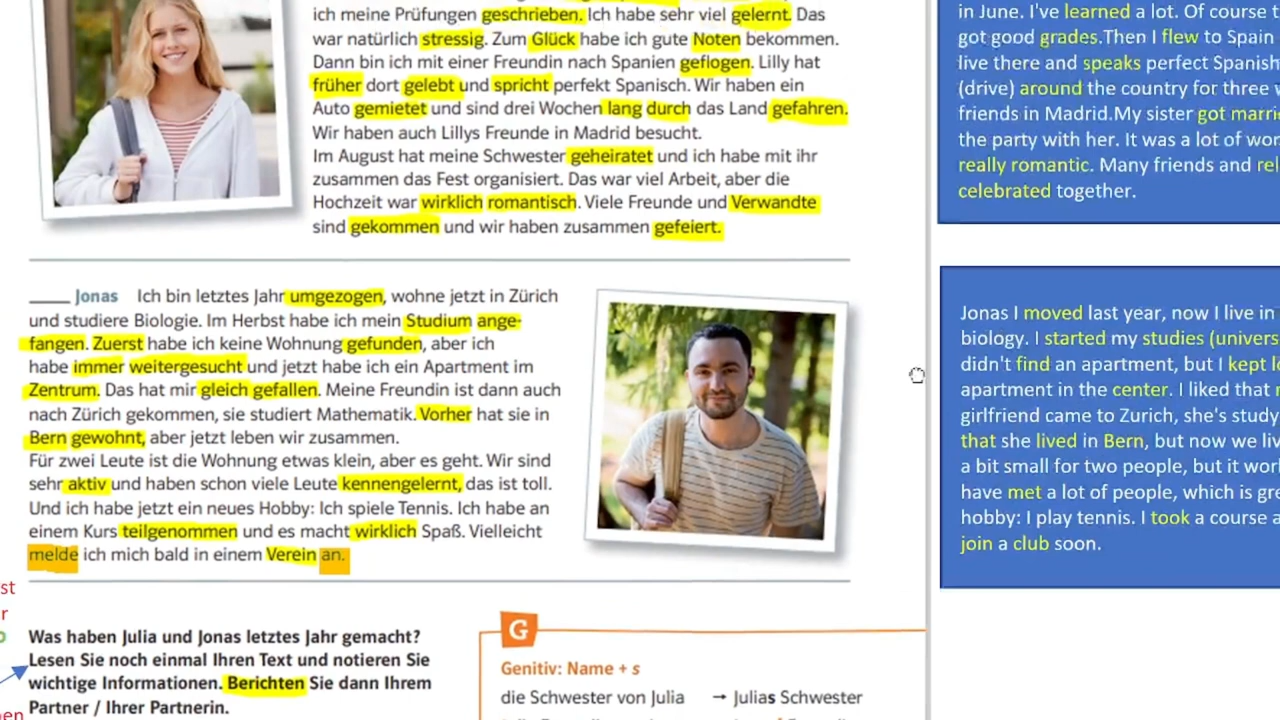 ich meine Prüfungen geschrieben. Ich habe sehr viel gelernt. Das
war natürlich stressig. Zum Glück habe ich gute Noten bekommen.
Dann bin ich mit einer Freundin nach Spanien geflogen. Lilly hat
früher dort gelebt und spricht perfekt Spanisch. Wir haben ein
Auto gemietet und sind drei Wochen lang durch das Land gefahren.
Wir haben auch Lillys Freunde in Madrid besucht.
Im August hat meine Schwester geheiratet und ich habe mit ihr
zusammen das Fest organisiert. Das war viel Arbeit, aber die
Hochzeit war wirklich romantisch. Viele Freunde und Verwandte
sind gekommen und wir haben zusammen gefeiert.
in June. I've learned a lot. Of course
got good grades.Then I flew to Spain
live there and speaks perfect Spanish
(drive) around the country for three
friends in Madrid.My sister got
the party with her. It was a lot of
really romantic. Many friends and
celebrated together.
____ Jonas Ich bin letztes Jahr umgezogen, wohne jetzt in Zürich
und studiere Biologie. Im Herbst habe ich mein Studium ange-
fangen. Zuerst habe ich keine Wohnung gefunden, aber ich
habe immer weitergesucht und jetzt habe ich ein Apartment im
Zentrum. Das hat mir gleich gefallen. Meine Freundin ist dann auch
nach Zürich gekommen, sie studiert Mathematik. Vorher hat sie in
Bern gewohnt, aber jetzt leben wir zusammen.
Für zwei Leute ist die Wohnung etwas klein, aber es geht. Wir sind
sehr aktiv und haben schon viele Leute kennengelernt, das ist toll.
Und ich habe jetzt ein neues Hobby: Ich spiele Tennis. Ich habe an
einem Kurs teilgenommen und es macht wirklich Spaß. Vielleicht
melde ich mich bald in einem Verein an.
Jonas I moved last year, now I live in
biology. I started my studies
didn't find an apartment, but I kept
apartment in the center. I liked that
girlfriend came to Zurich, she's
that she lived in Bern, but now we
a bit small for two people, but it
have met a lot of people, which is
hobby: I play tennis. I took a course
join a club soon.
Was haben Julia und Jonas letztes Jahr gemacht?
Lesen Sie noch einmal Ihren Text und notieren Sie
wichtige Informationen. Berichten Sie dann Ihrem
Partner / Ihrer Partnerin.
G
Genitiv: Name + s
die Schwester von Julia → Julias Schwester